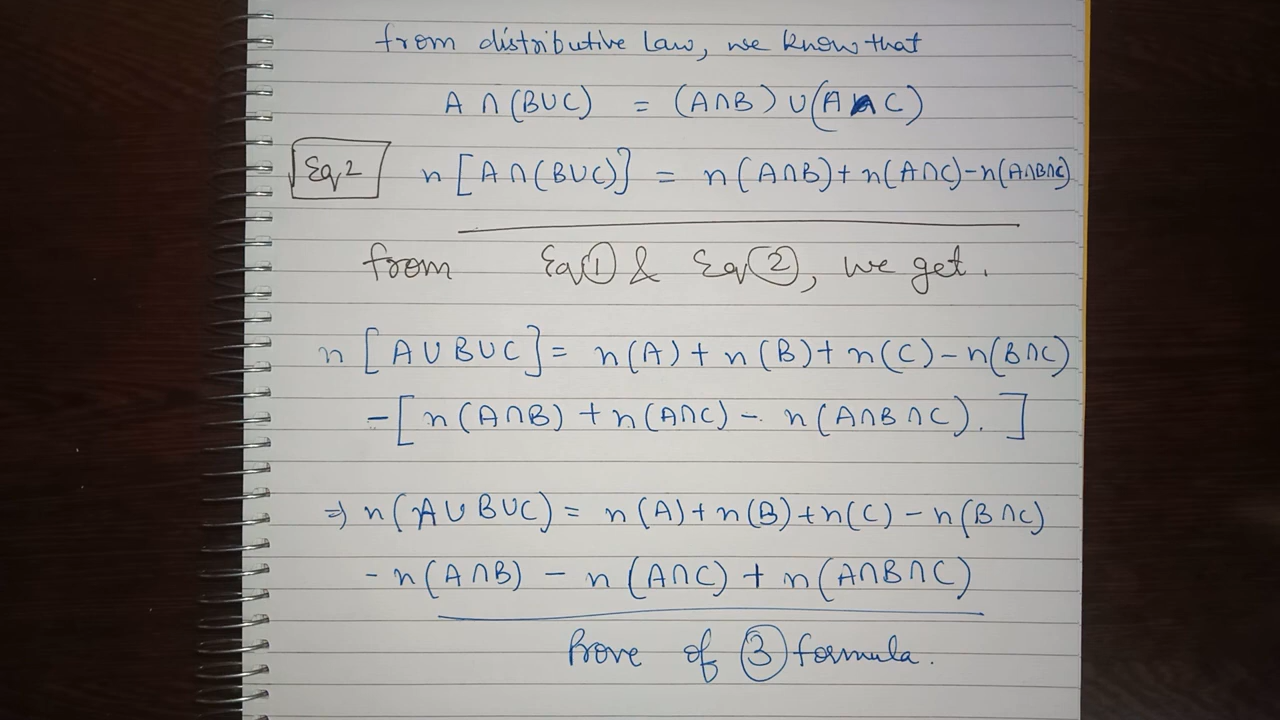 from distributive law, we know that
A ∩ (B∪C) = (A∩B) ∪ (A ∩ C)
Eq 2 n [A∩(B∪C)] = n(A∩B) + n(A∩C) - n(A∩B∩C)
from Eq ① & Eq ②, we get.
n [A∪B∪C] = n(A) + n(B) + n(C) - n(B∩C)
- [n(A∩B) + n(A∩C) - n(A∩B∩C).]
⇒ n(A∪B∪C) = n(A) + n(B) + n(C) - n(B∩C)
- n(A∩B) - n(A∩C) + n(A∩B∩C)
Prove of ③ formula.